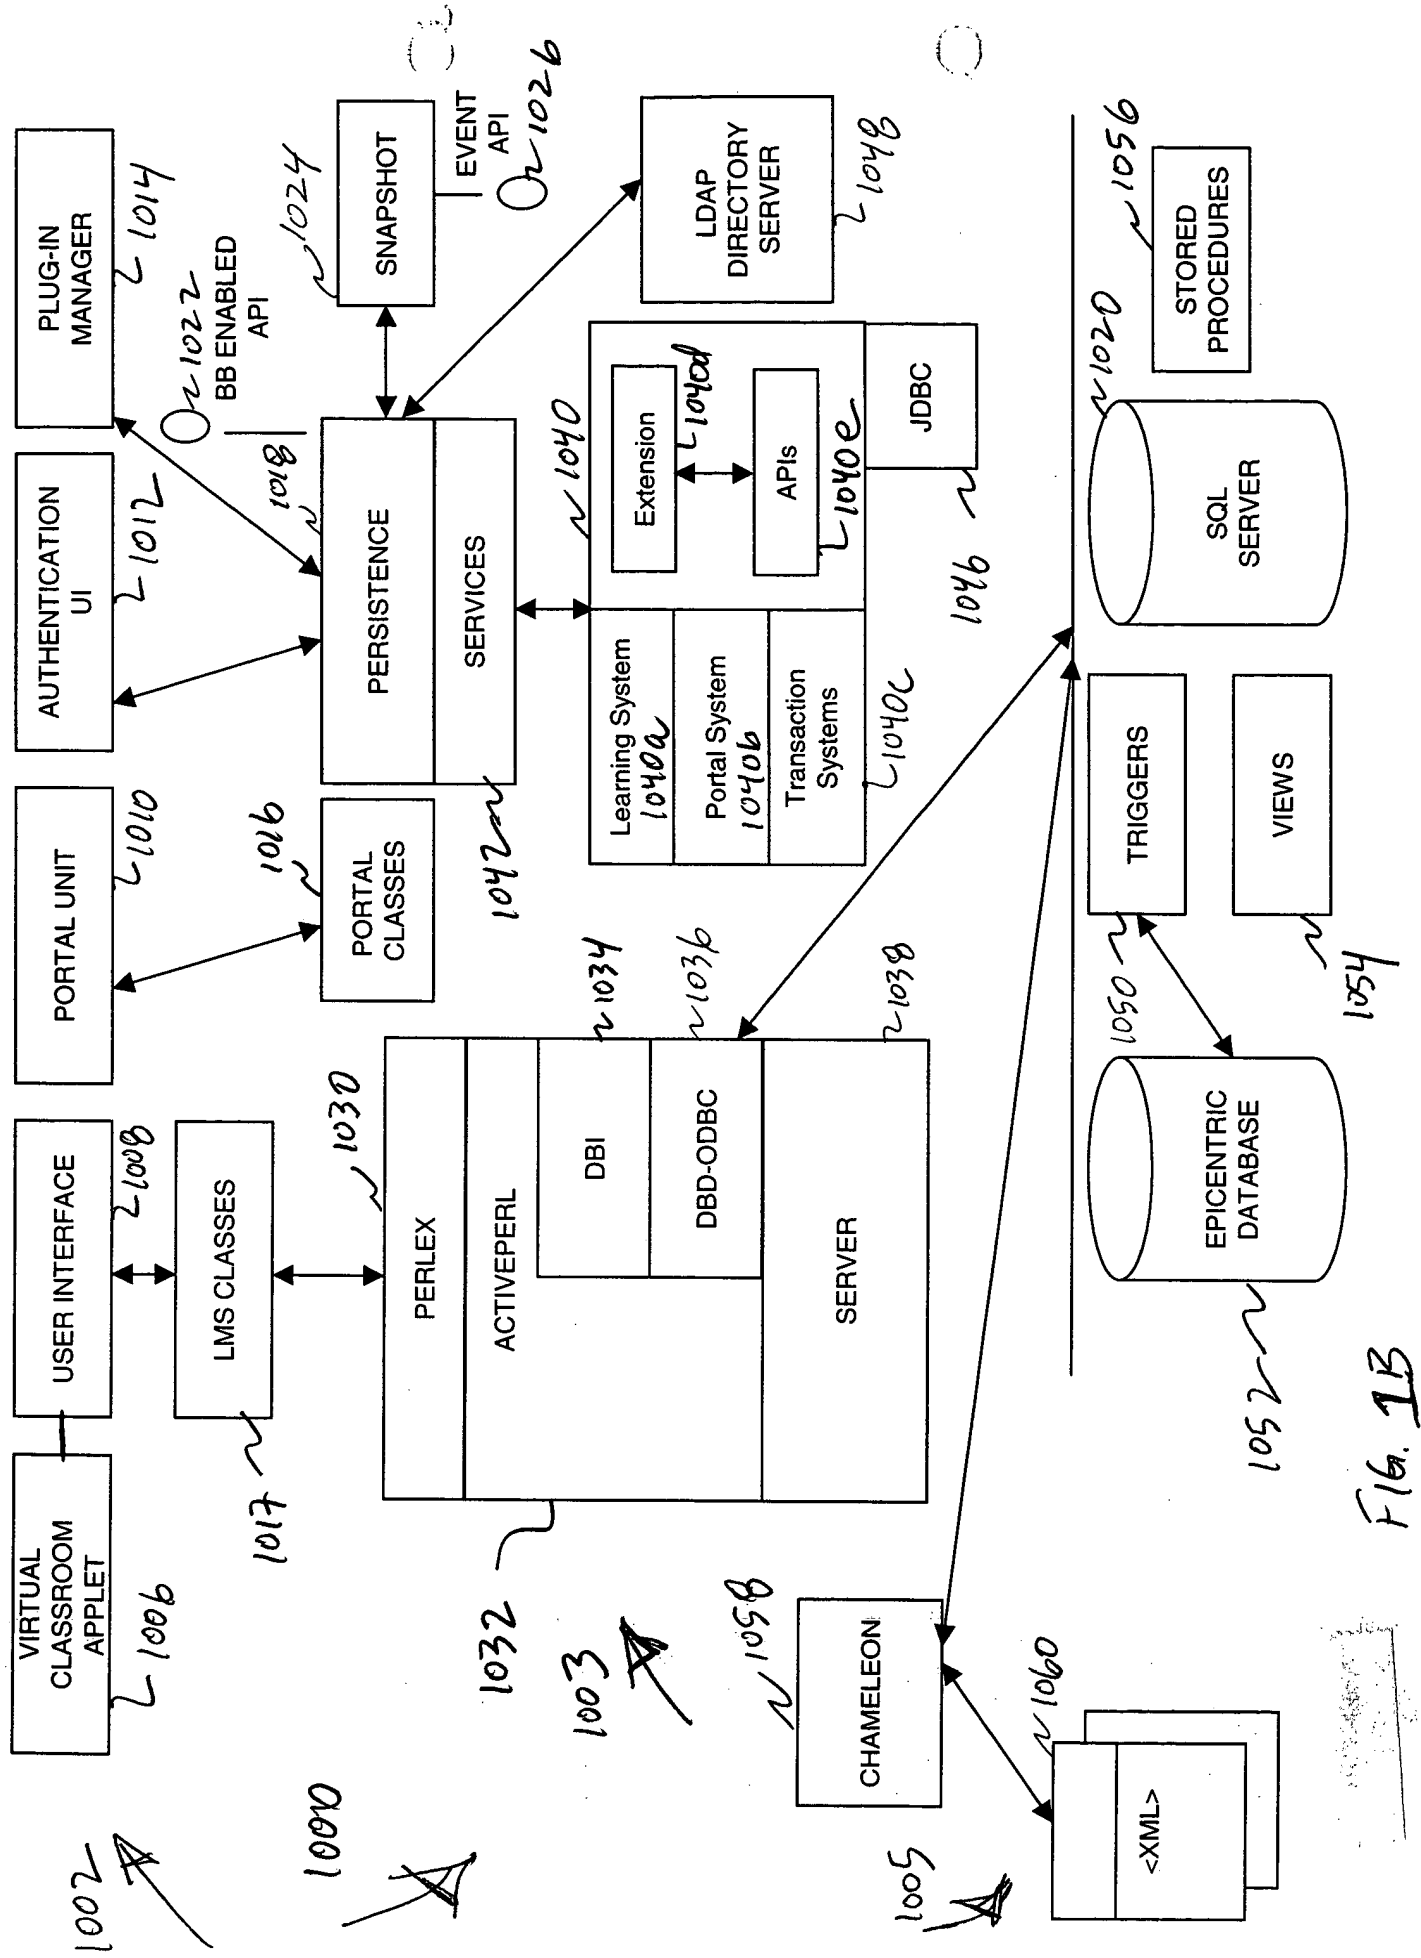 1002
1000
VIRTUAL
CLASSROOM
APPLET
1006
USER INTERFACE
1008
PORTAL UNIT
1010
AUTHENTICATION
UI
1012
PLUG-IN
MANAGER
1014
LMS CLASSES
1017
1022
BB ENABLED
API
PORTAL
CLASSES
1016
1018
PERSISTENCE
SERVICES
1042
SNAPSHOT
1024
EVENT
API
1026
1003
1030
PERLEX
ACTIVEPERL
1032
DBI
1034
DBD-ODBC
1036
SERVER
1038
1040
Learning System
1040a
Portal System
1040b
Transaction
Systems
1040c
Extension
1040d
APIs
1040e
JDBC
1046
LDAP
DIRECTORY
SERVER
1048
1005
CHAMELEON
1058
<XML>
1060
EPICENTRIC
DATABASE
1052
TRIGGERS
1050
VIEWS
1054
SQL
SERVER
1020
STORED
PROCEDURES
1056
FIG. 1B